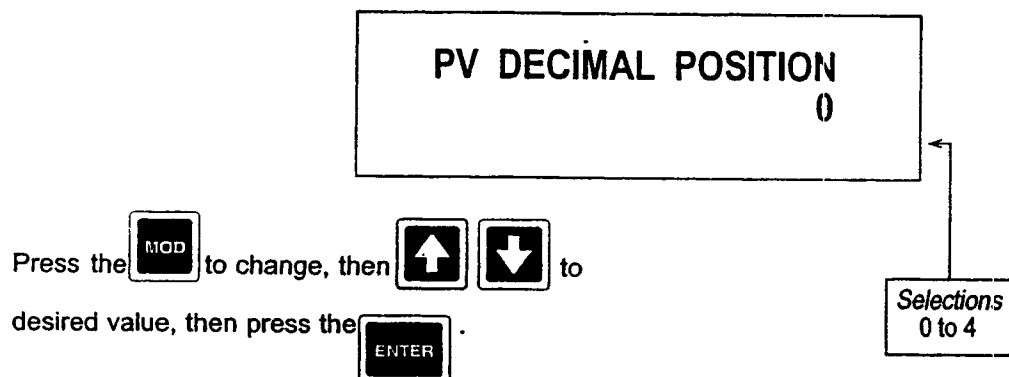 PV DECIMAL POSITION
0
Press the MOD to change, then to
desired value, then press the ENTER .
Selections
0 to 4